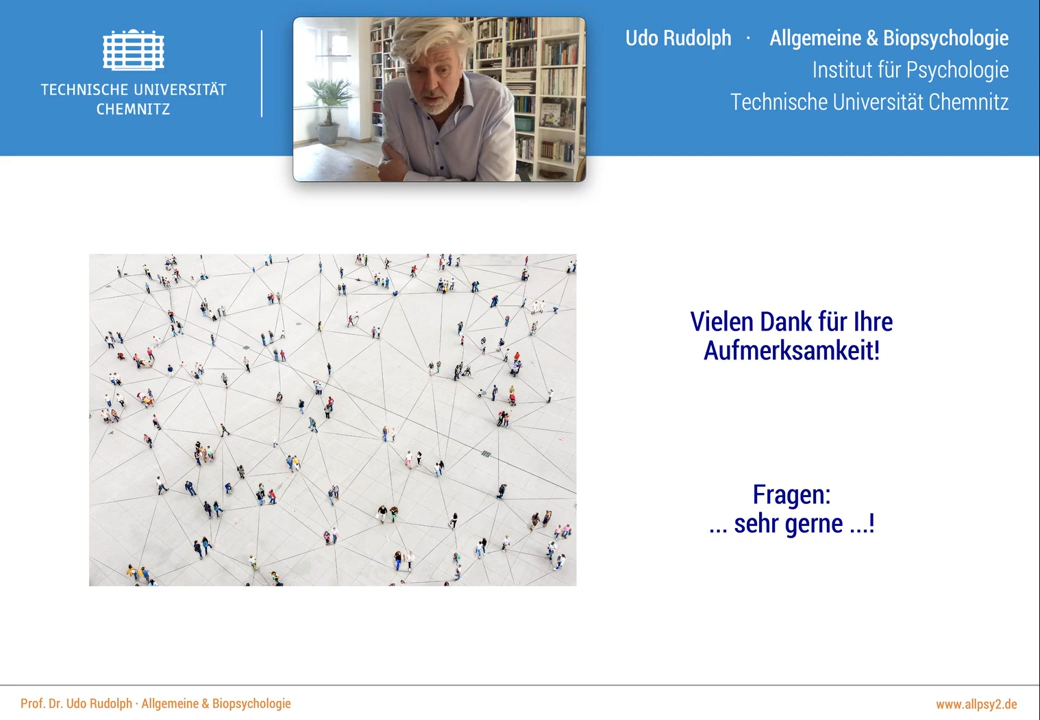 TECHNISCHE UNIVERSITÄT
CHEMNITZ
Udo Rudolph · Allgemeine & Biopsychologie
Institut für Psychologie
Technische Universität Chemnitz
Vielen Dank für Ihre
Aufmerksamkeit!
Fragen:
... sehr gerne ...!
Prof. Dr. Udo Rudolph · Allgemeine & Biopsychologie
www.allpsy2.de